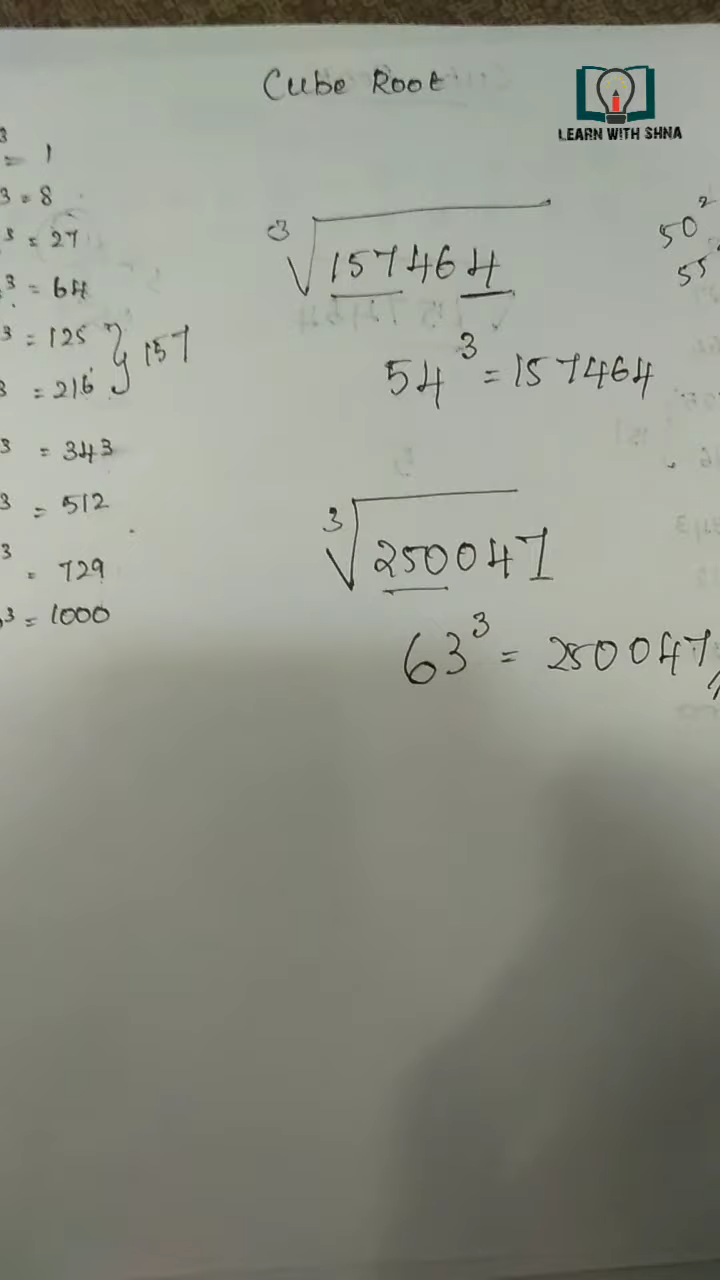 Cube Root
LEARN WITH SHNA
3 = 1
3 = 8
3 = 27
3 = 64
3 = 125 } 157
3 = 216
3 = 343
3 = 512
3 = 729
3 = 1000
3√157464
54³ = 157464
50²
55
3√250047
63³ = 250047